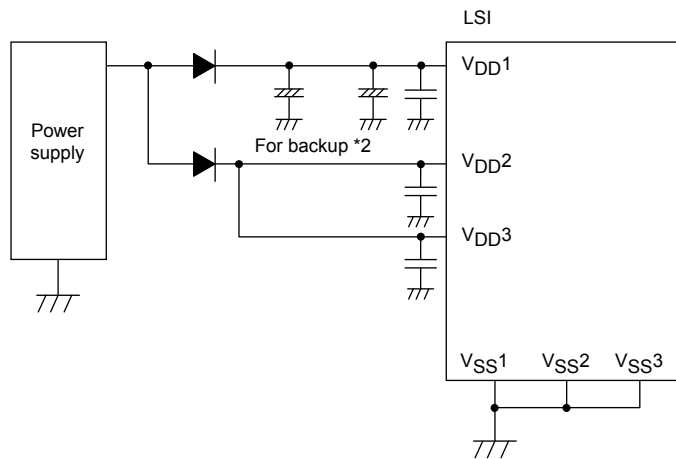 LSI
Power
supply
VDD1
For backup *2
VDD2
VDD3
VSS1 VSS2 VSS3